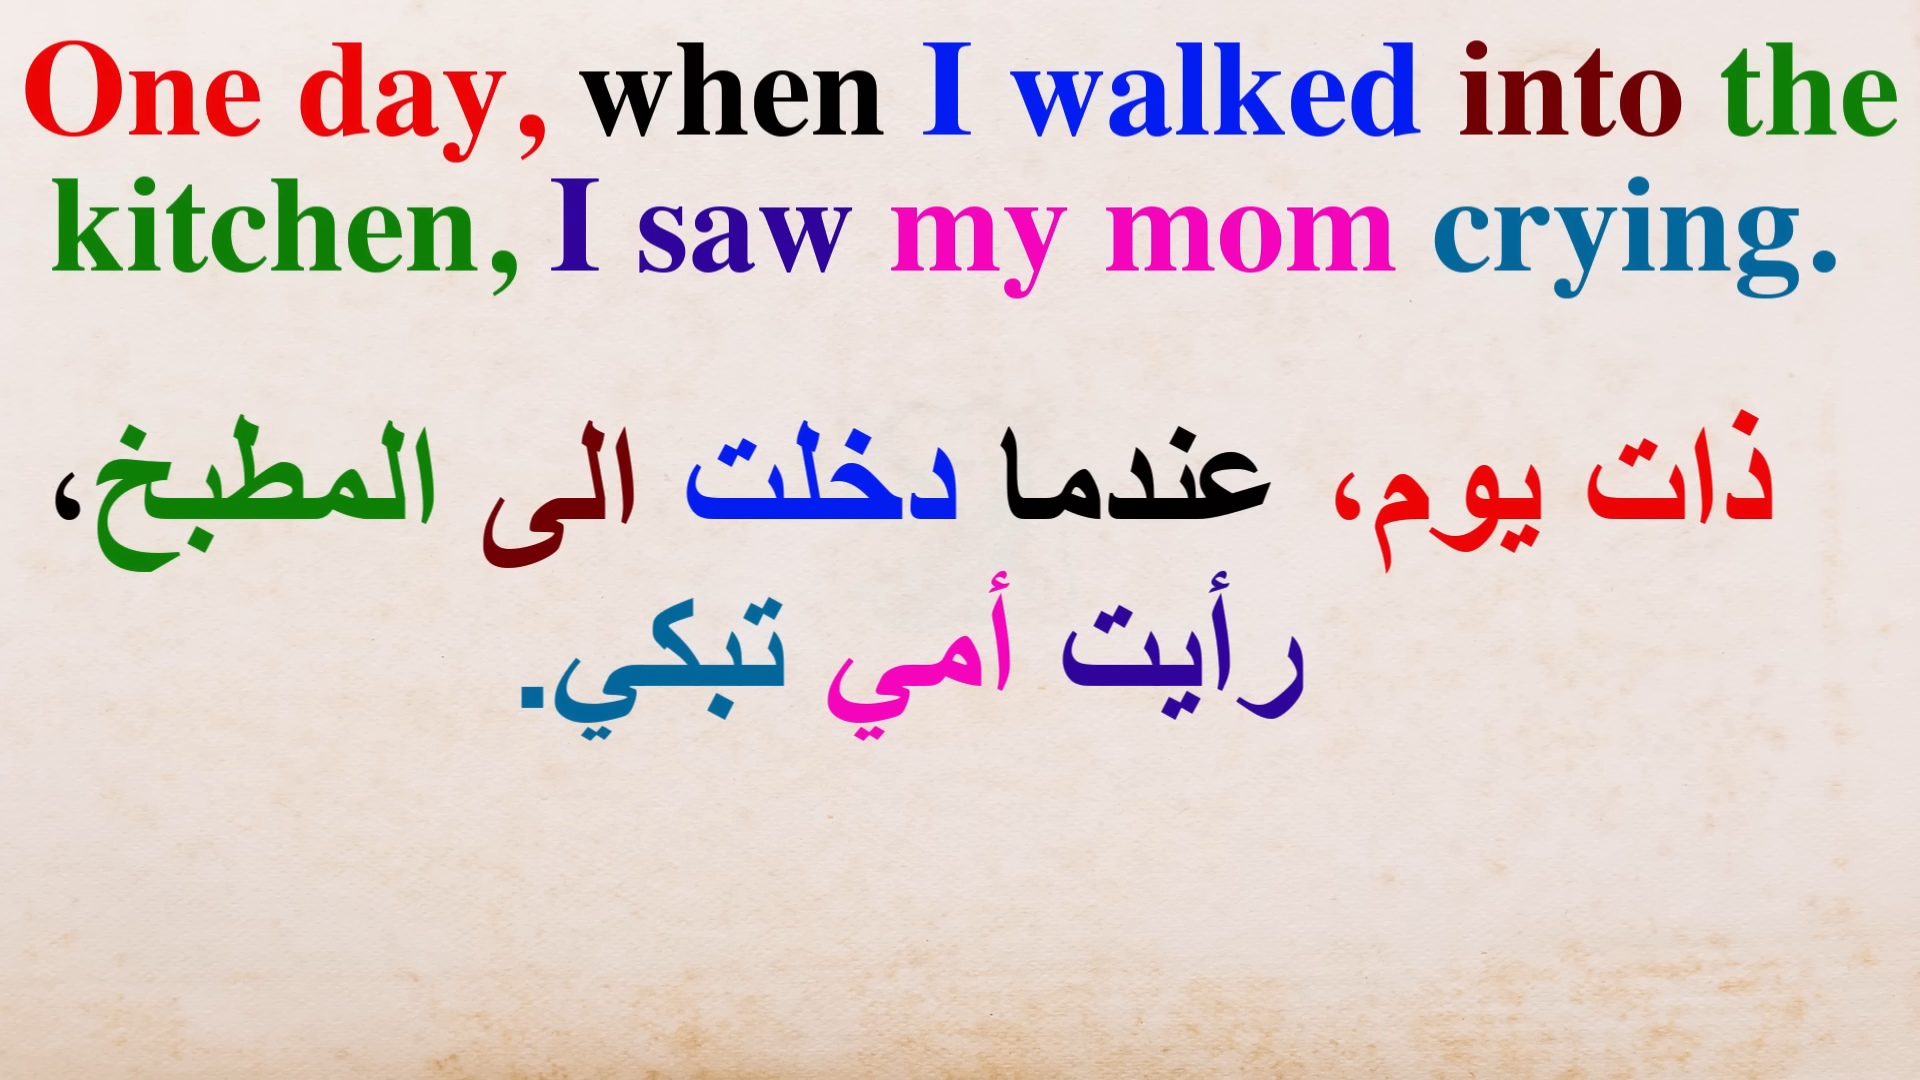 One day, when I walked into the
kitchen, I saw my mom crying.
ذات يوم، عندما دخلت الى المطبخ،
رأيت أمي تبكي.